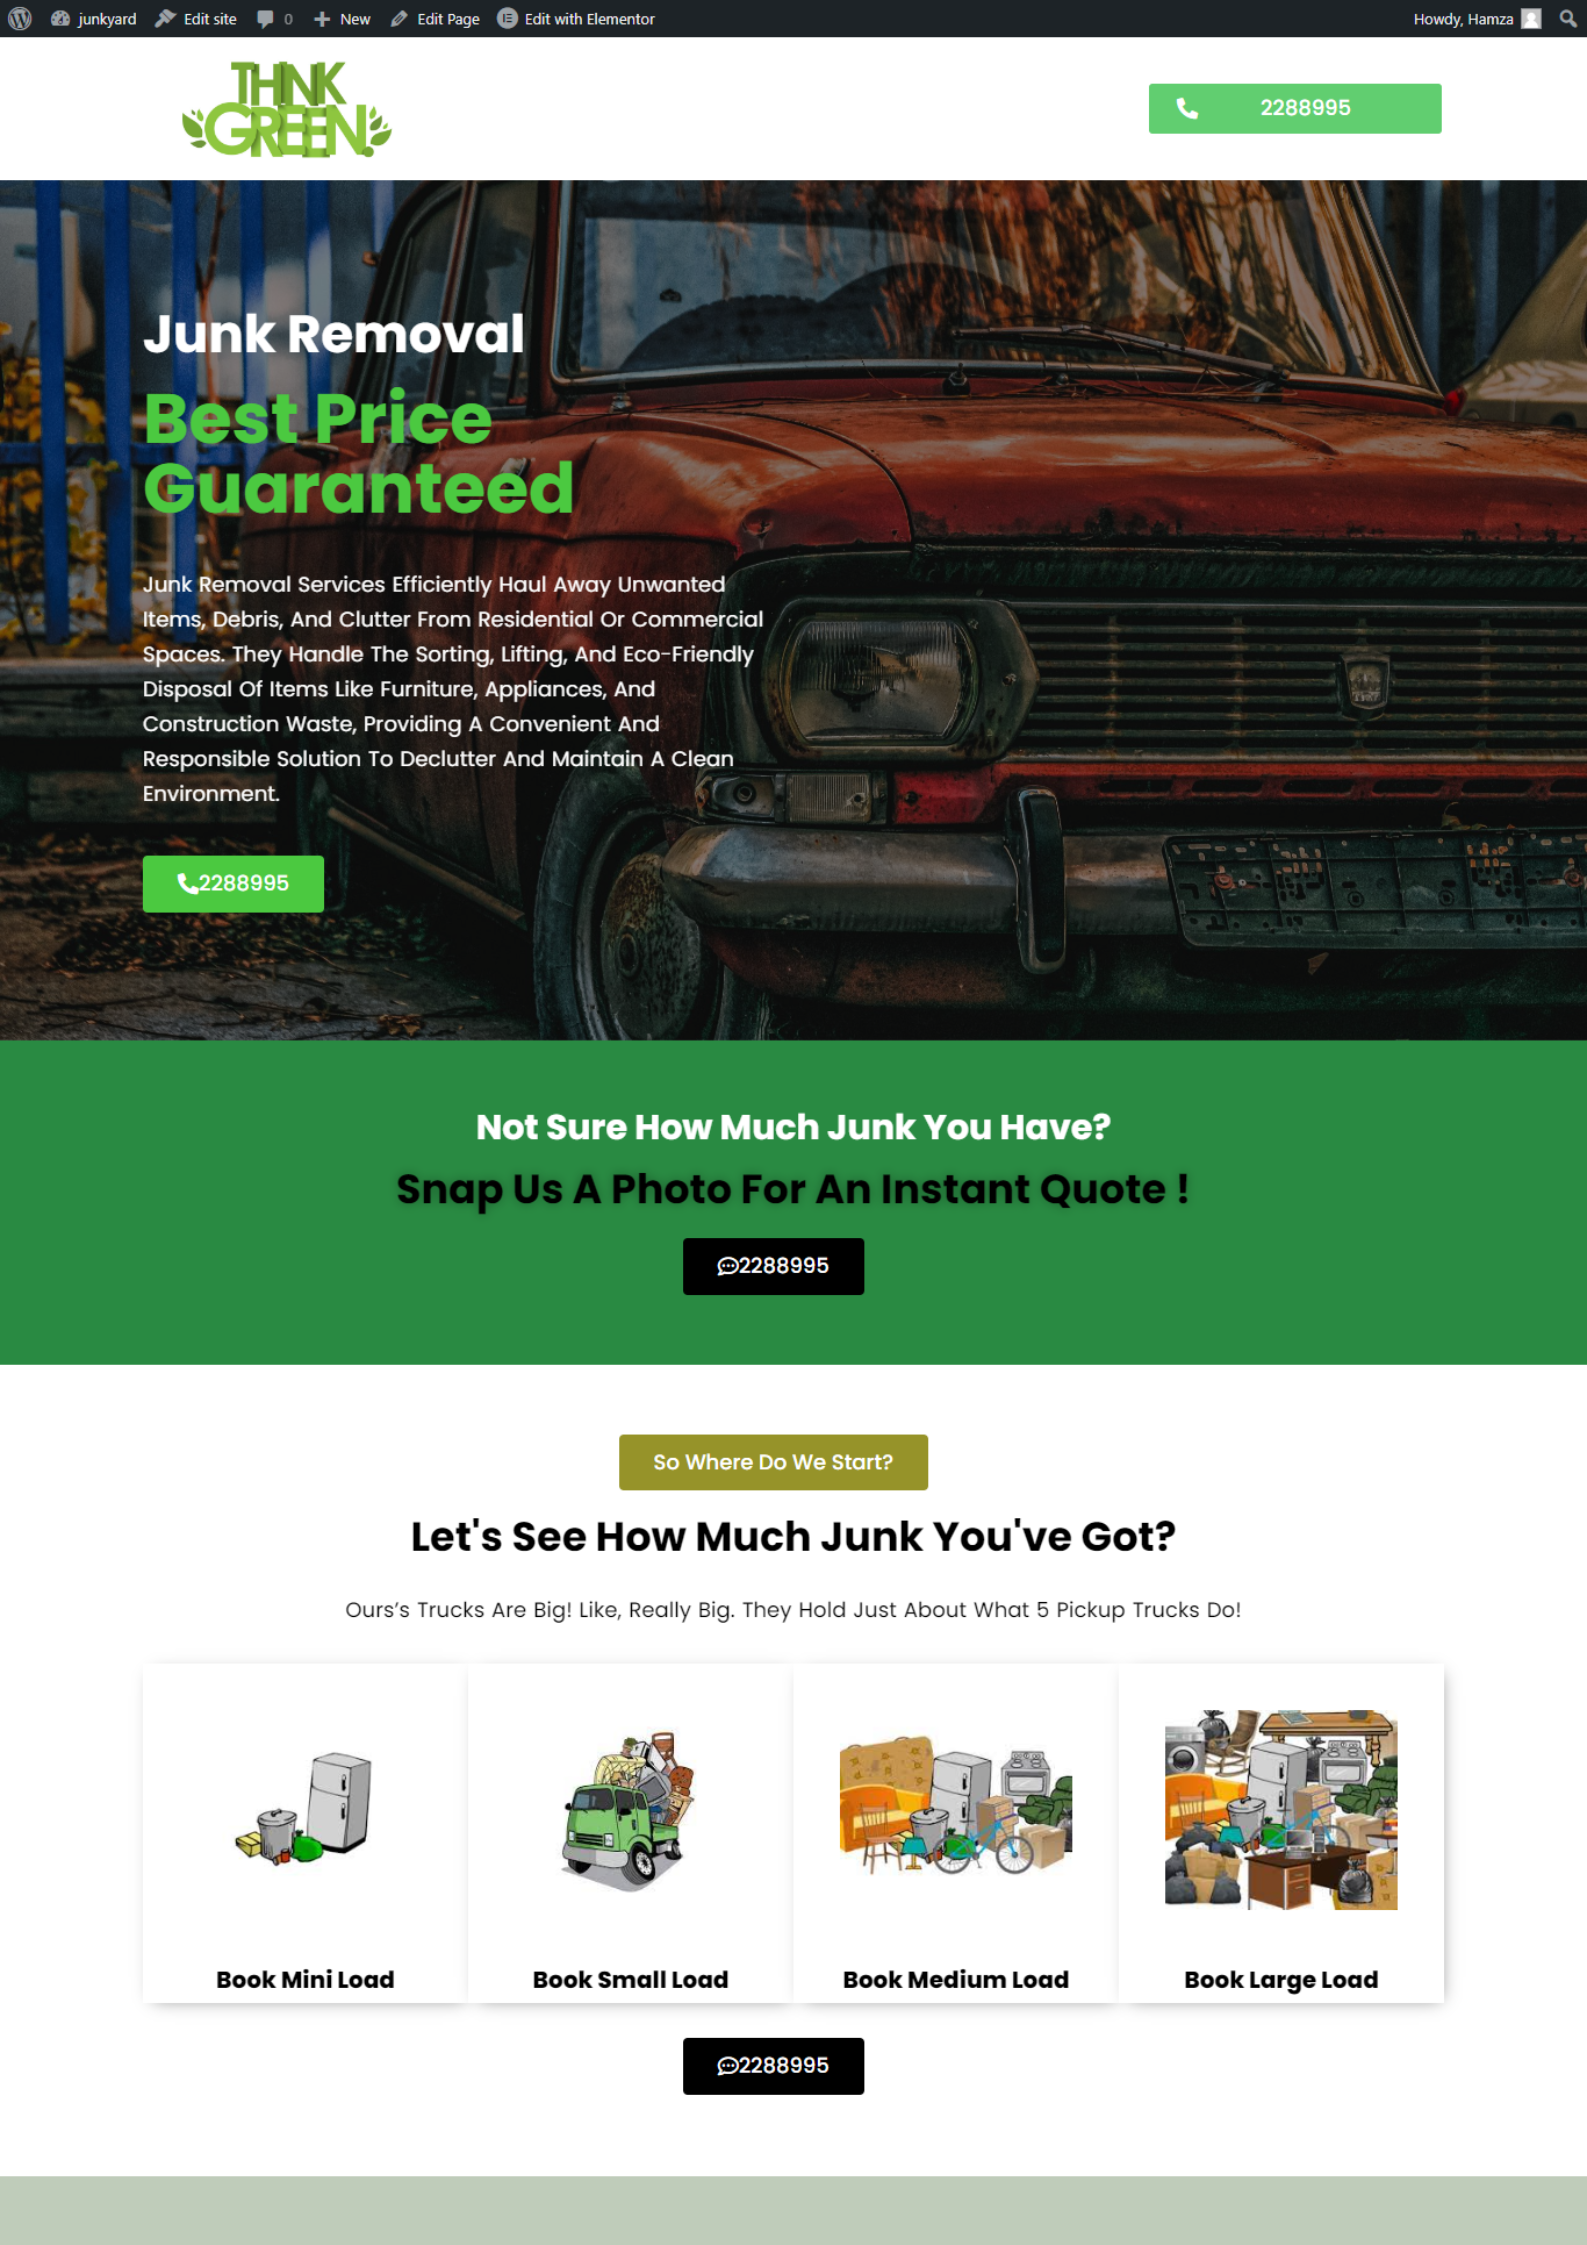 junkyard Edit site 0 New Edit Page Edit with Elementor Howdy, Hamza
THNK
GREEN.
2288995
Junk Removal
Best Price
Guaranteed
Junk Removal Services Efficiently Haul Away Unwanted
Items, Debris, And Clutter From Residential Or Commercial
Spaces. They Handle The Sorting, Lifting, And Eco-Friendly
Disposal Of Items Like Furniture, Appliances, And
Construction Waste, Providing A Convenient And
Responsible Solution To Declutter And Maintain A Clean
Environment.
2288995
Not Sure How Much Junk You Have?
Snap Us A Photo For An Instant Quote !
2288995
So Where Do We Start?
Let's See How Much Junk You've Got?
Ours’s Trucks Are Big! Like, Really Big. They Hold Just About What 5 Pickup Trucks Do!
Book Mini Load
Book Small Load
Book Medium Load
Book Large Load
2288995